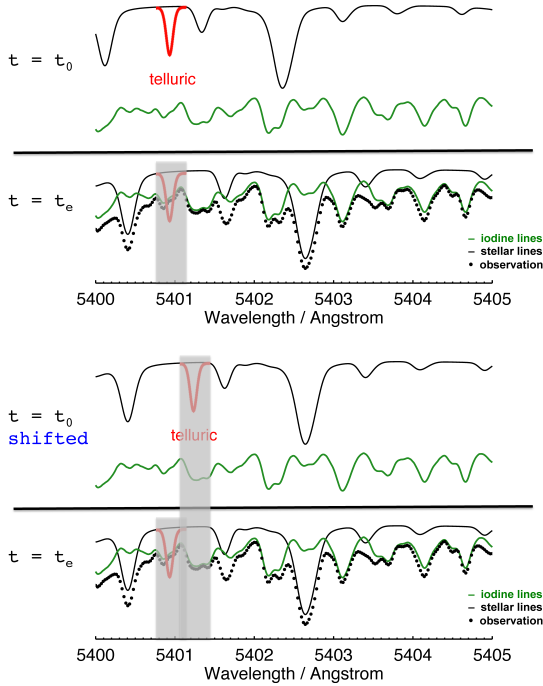 t = t0
telluric
t = te
iodine lines
stellar lines
observation
5400 5401 5402 5403 5404 5405
Wavelength / Angstrom
t = t0
shifted
telluric
t = te
iodine lines
stellar lines
observation
5400 5401 5402 5403 5404 5405
Wavelength / Angstrom